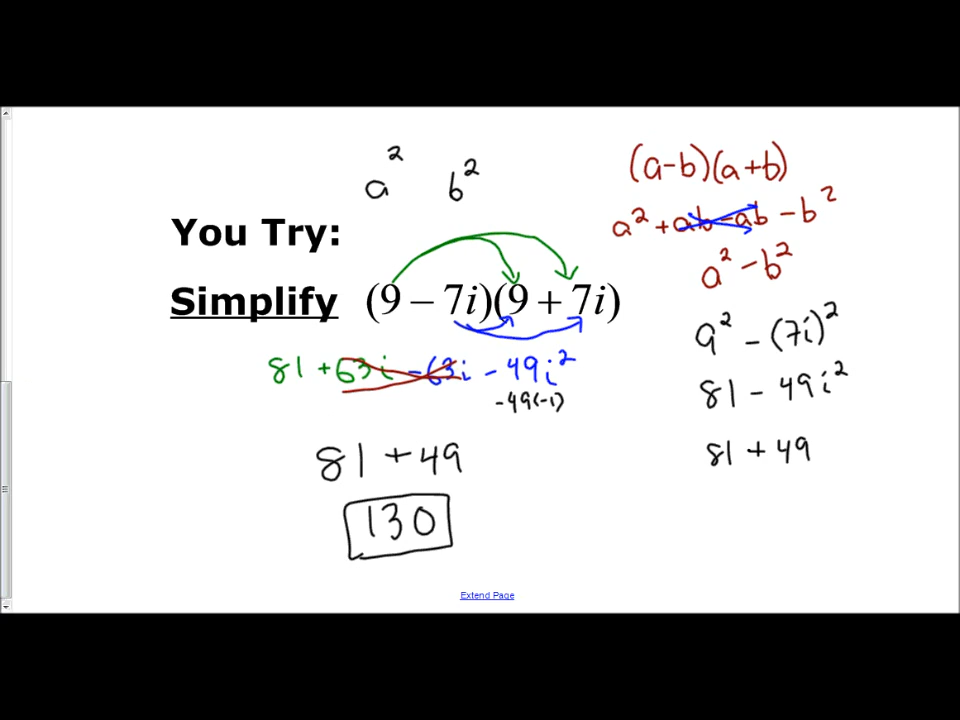 a² b²
You Try:
Simplify (9 − 7i)(9 + 7i)
81 + 63i − 63i − 49i²
−49(−1)
81 + 49
130
(a−b)(a+b)
a² + ab − ab − b²
a² − b²
9² − (7i)²
81 − 49i²
81 + 49
Extend Page